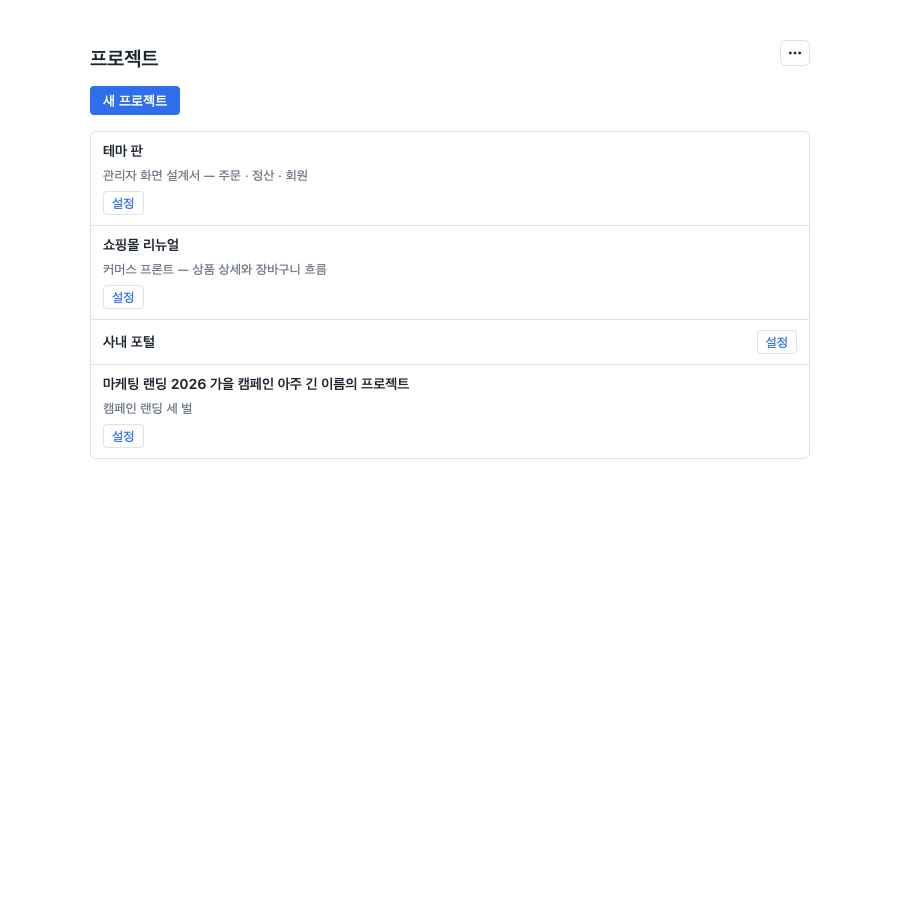 프로젝트
새 프로젝트
테마 판
관리자 화면 설계서 — 주문 · 정산 · 회원
설정
쇼핑몰 리뉴얼
커머스 프론트 — 상품 상세와 장바구니 흐름
설정
사내 포털
설정
마케팅 랜딩 2026 가을 캠페인 아주 긴 이름의 프로젝트
캠페인 랜딩 세 벌
설정